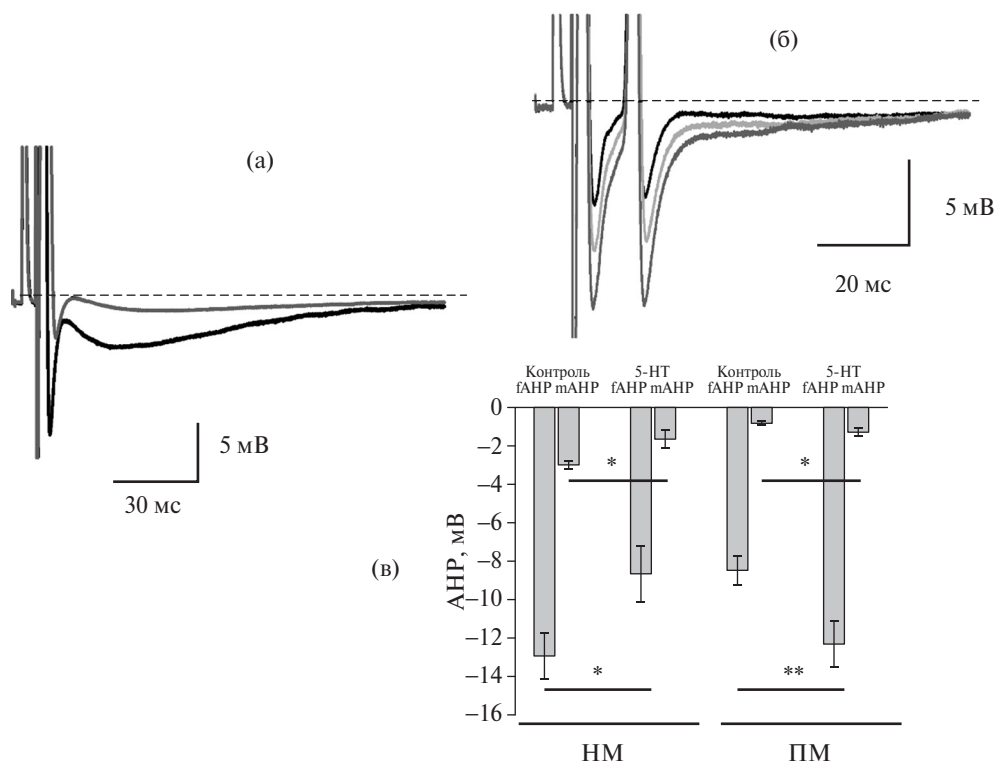 (а)
5 мВ
30 мс
(б)
5 мВ
20 мс
(в)
Контроль 5-HT Контроль 5-HT
fAHP mAHP fAHP mAHP fAHP mAHP fAHP mAHP
AHP, мВ
0
−2
−4
−6
−8
−10
−12
−14
−16
* *
* **
НМ ПМ